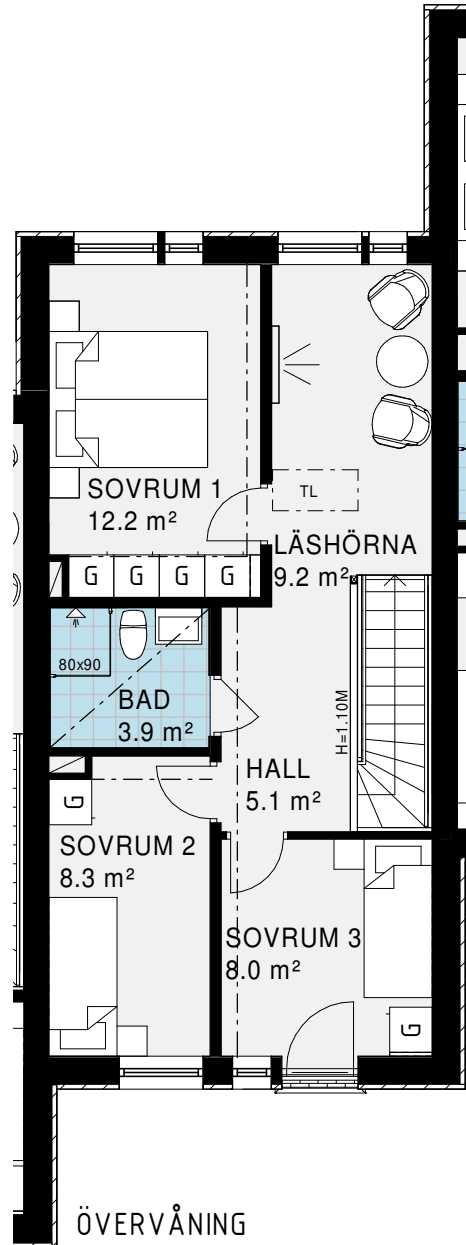 SOVRUM 1
12.2 m²
TL
LÄSHÖRNA
9.2 m²
G
G
G
G
80x90
BAD
3.9 m²
H=1.10M
HALL
5.1 m²
G
SOVRUM 2
8.3 m²
SOVRUM 3
8.0 m²
G
ÖVERVÅNING